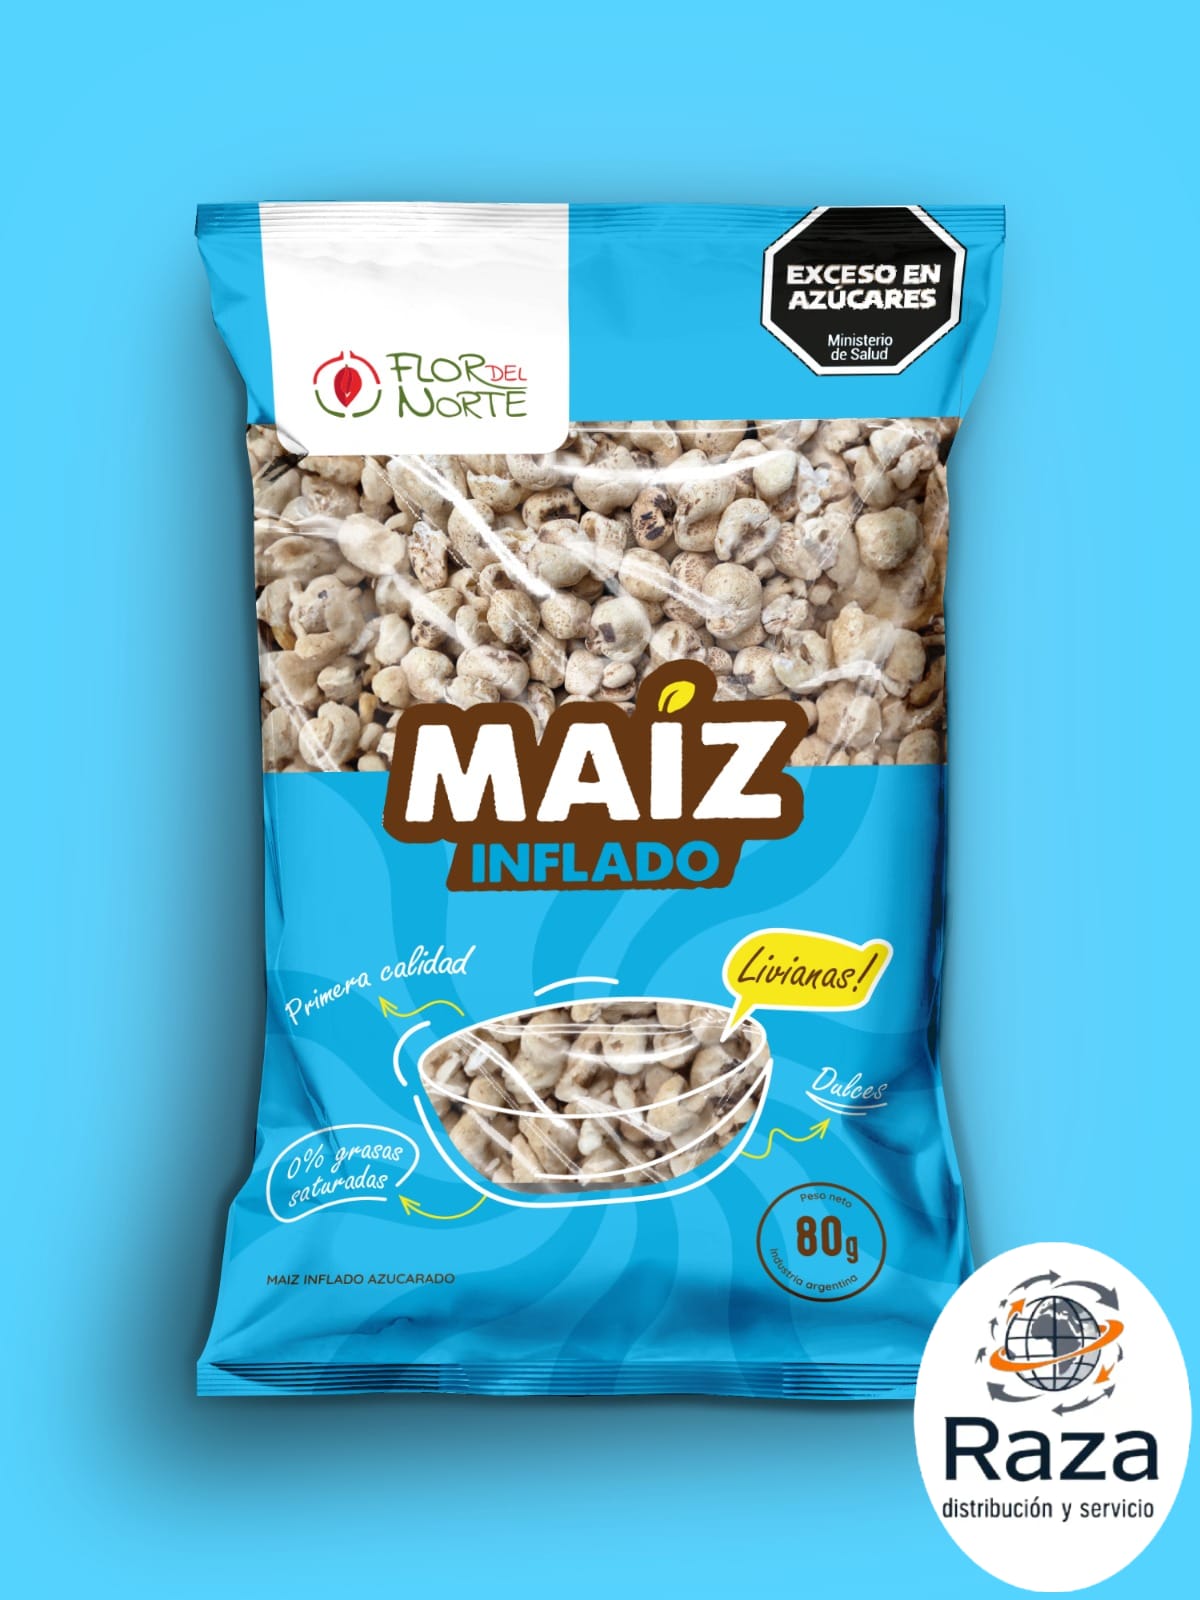 EXCESO EN
AZÚCARES
Ministerio
de Salud
FLOR DEL
NORTE
MAÍZ
INFLADO
Primera calidad
Livianas!
Dulces
0% grasas
saturadas
Peso neto
80g
Industria argentina
MAIZ INFLADO AZUCARADO
Raza
distribución y servicio